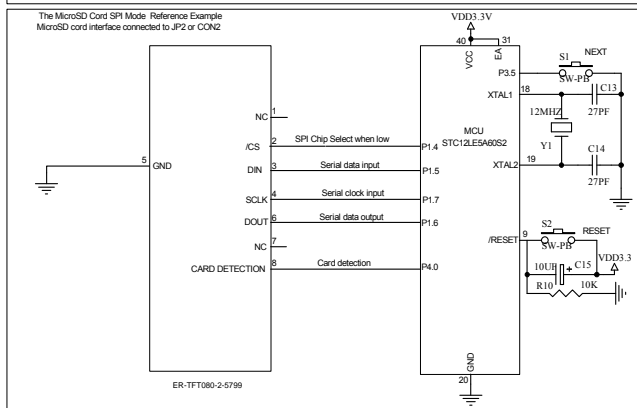 The MicroSD Cord SPI Mode Reference Example
MicroSD cord interface connected to JP2 or CON2
VDD3.3V
40
31
VCC
EA
S1
NEXT
P3.5
SW-PB
C13
XTAL1
18
27PF
12MHZ
Y1
MCU
STC12LE5A60S2
C14
XTAL2
19
27PF
NC
1
/CS
2
SPI Chip Select when low
P1.4
5
GND
DIN
3
Serial data input
P1.5
SCLK
4
Serial clock input
P1.7
DOUT
6
Serial data output
P1.6
NC
7
CARD DETECTION
8
Card detection
P4.0
S2
RESET
/RESET
9
SW-PB
VDD3.3
10UF
+
C15
R10
10K
GND
20
ER-TFT080-2-5799